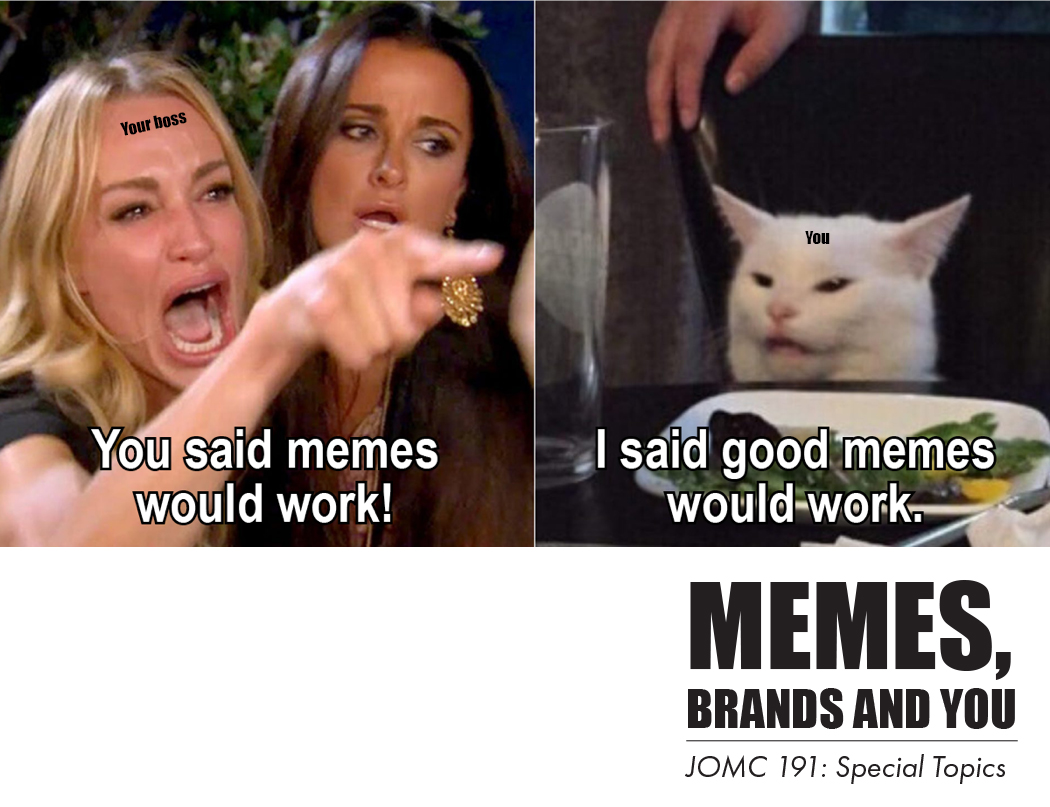 Your boss
You said memes
would work!
You
I said good memes
would work.
MEMES,
BRANDS AND YOU
JOMC 191: Special Topics